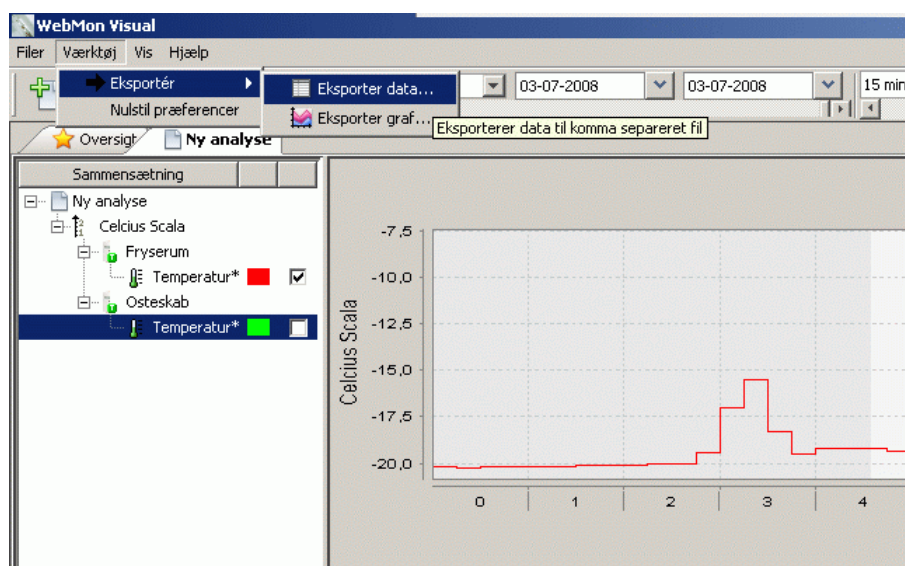 WebMon Visual
Filer Værktøj Vis Hjælp
Eksportér
Nulstil præferencer
Eksporter data...
Eksporter graf...
Eksporterer data til komma separeret fil
03-07-2008
03-07-2008
15 min
Oversigt
Ny analyse
Sammensætning
Ny analyse
Celcius Scala
Fryserum
Temperatur*
Osteskab
Temperatur*
Celcius Scala
-7,5
-10,0
-12,5
-15,0
-17,5
-20,0
0 1 2 3 4